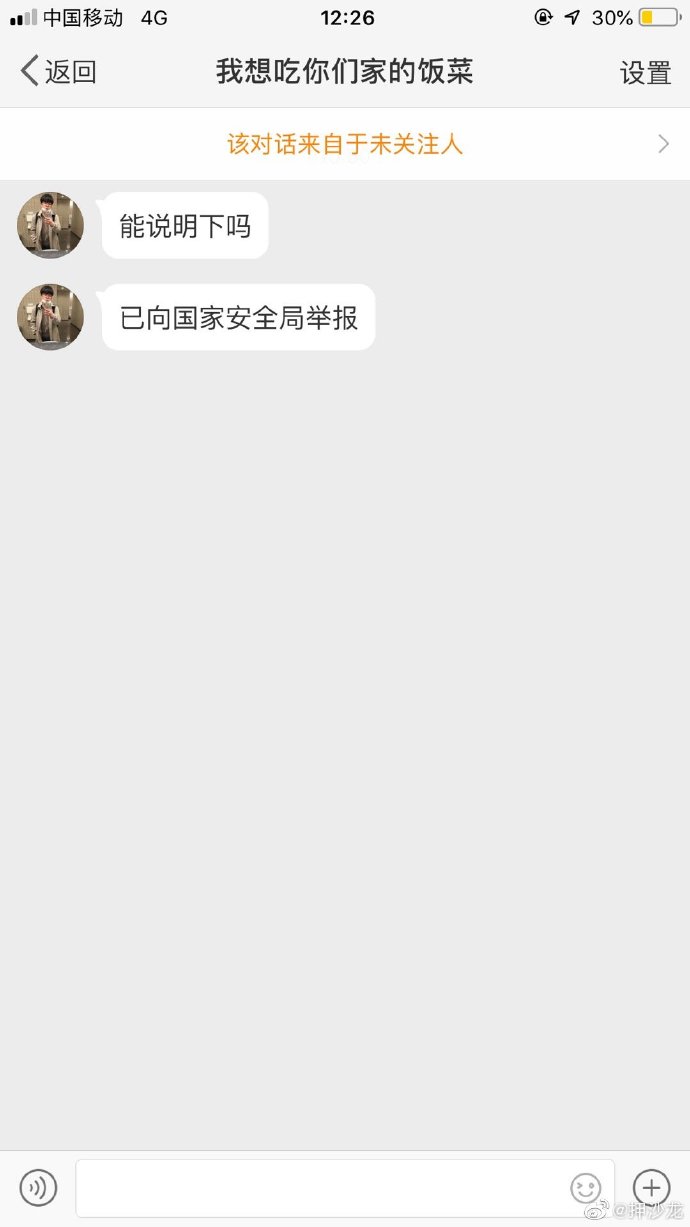 中国移动 4G 12:26 30%
返回 我想吃你们家的饭菜 设置
该对话来自于未关注人
能说明下吗
已向国家安全局举报
@押沙龙